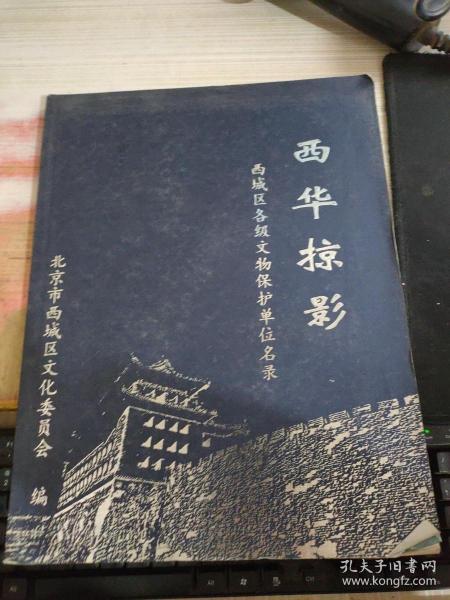 西华掠影
西城区各级文物保护单位名录
北京市西城区文化委员会 编
孔夫子旧书网
www.kongfz.com